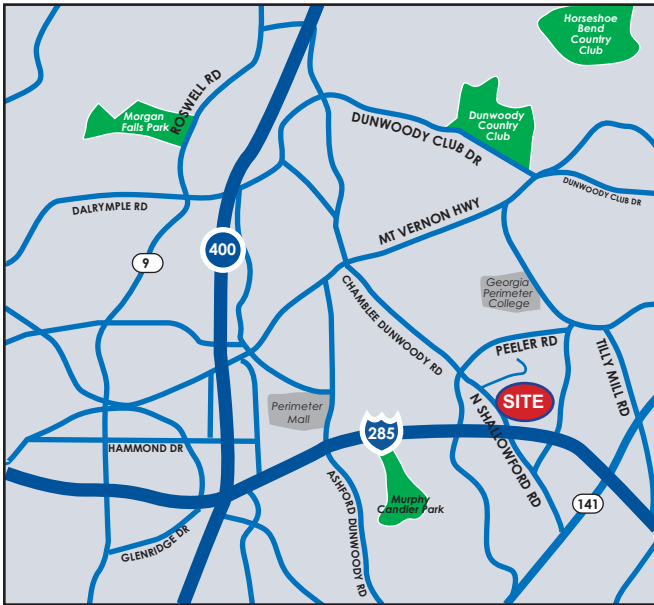 Horseshoe
Bend
Country
Club
ROSWELL RD
Morgan
Falls Park
DUNWOODY CLUB DR
Dunwoody
Country
Club
DUNWOODY CLUB DR
DALRYMPLE RD
MT VERNON HWY
400
9
CHAMBLEE DUNWOODY RD
Georgia
Perimeter
College
PEELER RD
TILLY MILL RD
Perimeter
Mall
SITE
N SHALLOWFORD RD
285
HAMMOND DR
ASHFORD DUNWOODY RD
Murphy
Candler Park
141
GLENRIDGE DR